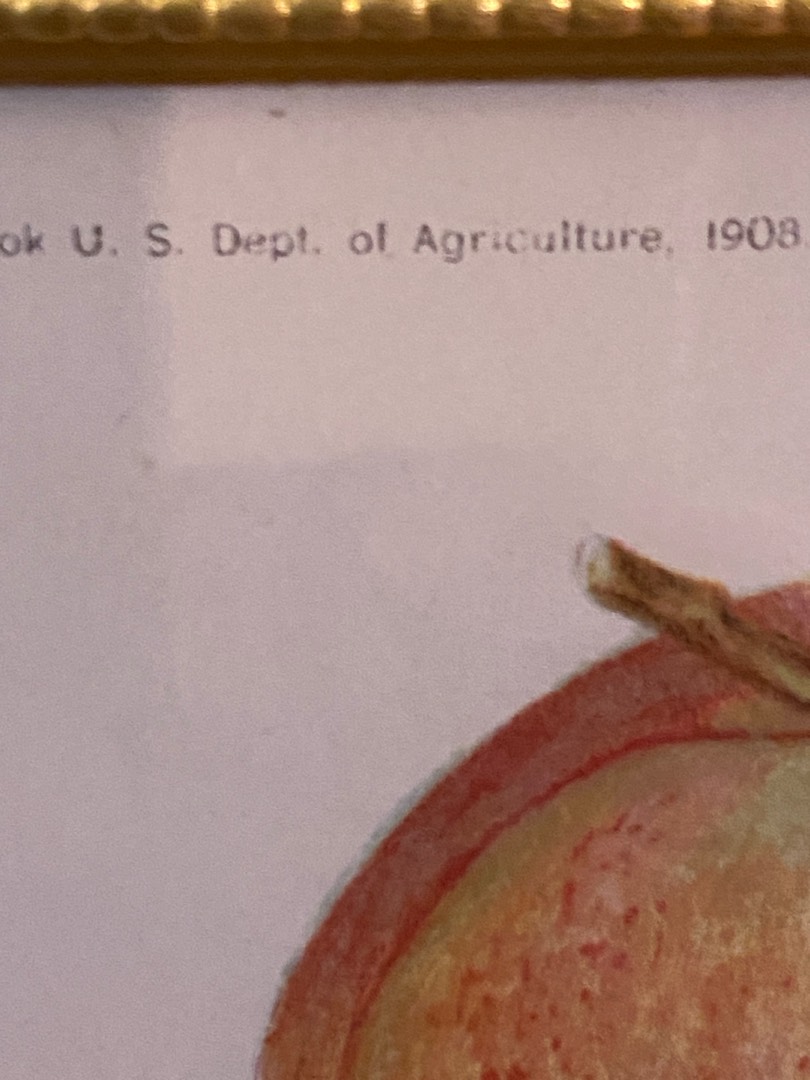 ok U. S. Dept. of Agriculture, 1908.